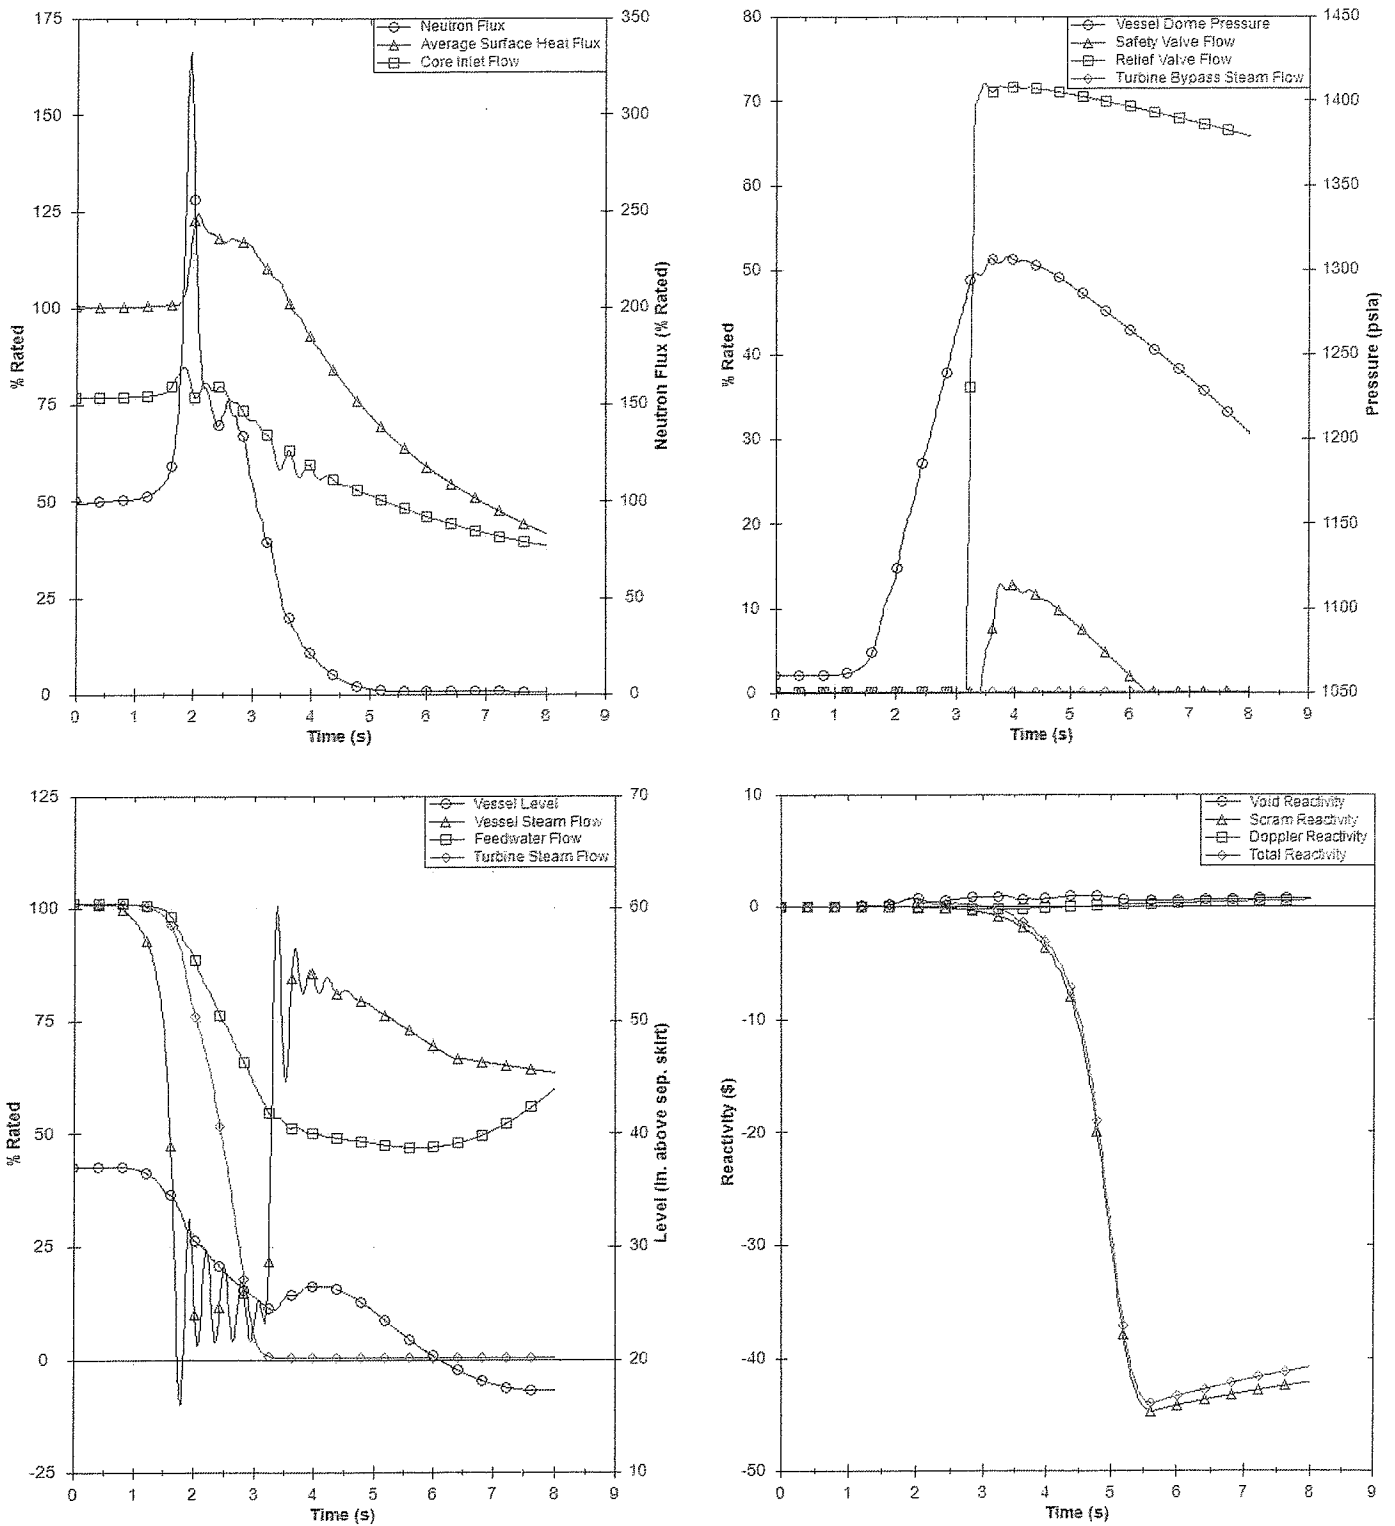 175
150
125
100
75
50
25
0
% Rated
350
300
250
200
150
100
50
0
Neutron Flux (% Rated)
Neutron Flux
Average Surface Heat Flux
Core Inlet Flow
0 1 2 3 4 5 6 7 8 9
Time (s)
80
70
60
50
40
30
20
10
0
% Rated
1450
1400
1350
1300
1250
1200
1150
1100
1050
Pressure (psia)
Vessel Dome Pressure
Safety Valve Flow
Relief Valve Flow
Turbine Bypass Steam Flow
0 1 2 3 4 5 6 7 8 9
Time (s)
125
100
75
50
25
0
-25
% Rated
70
60
50
40
30
20
10
Level (in. above sep. skirt)
Vessel Level
Vessel Steam Flow
Feedwater Flow
Turbine Steam Flow
0 1 2 3 4 5 6 7 8 9
Time (s)
10
0
-10
-20
-30
-40
-50
Reactivity ($)
Void Reactivity
Scram Reactivity
Doppler Reactivity
Total Reactivity
0 1 2 3 4 5 6 7 8 9
Time (s)